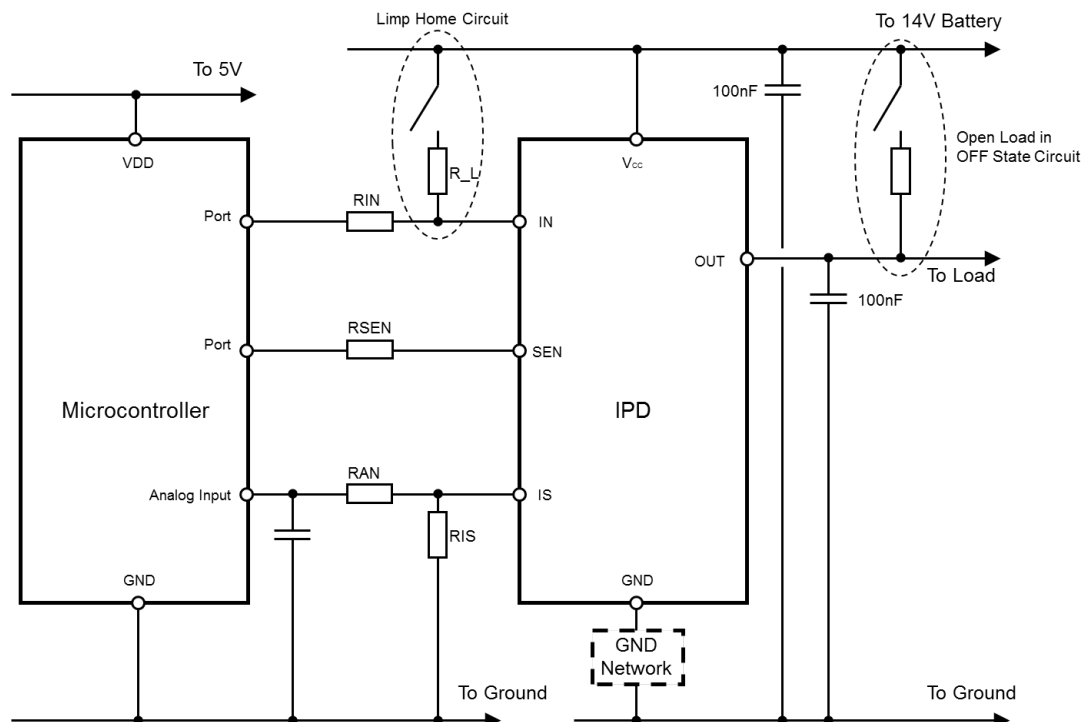 Limp Home Circuit
To 14V Battery
To 5V
100nF
VDD
Vcc
Open Load in
OFF State Circuit
R_L
Port
RIN
IN
OUT
To Load
100nF
Port
RSEN
SEN
Microcontroller
IPD
RAN
Analog Input
IS
RIS
GND
GND
GND
Network
To Ground
To Ground